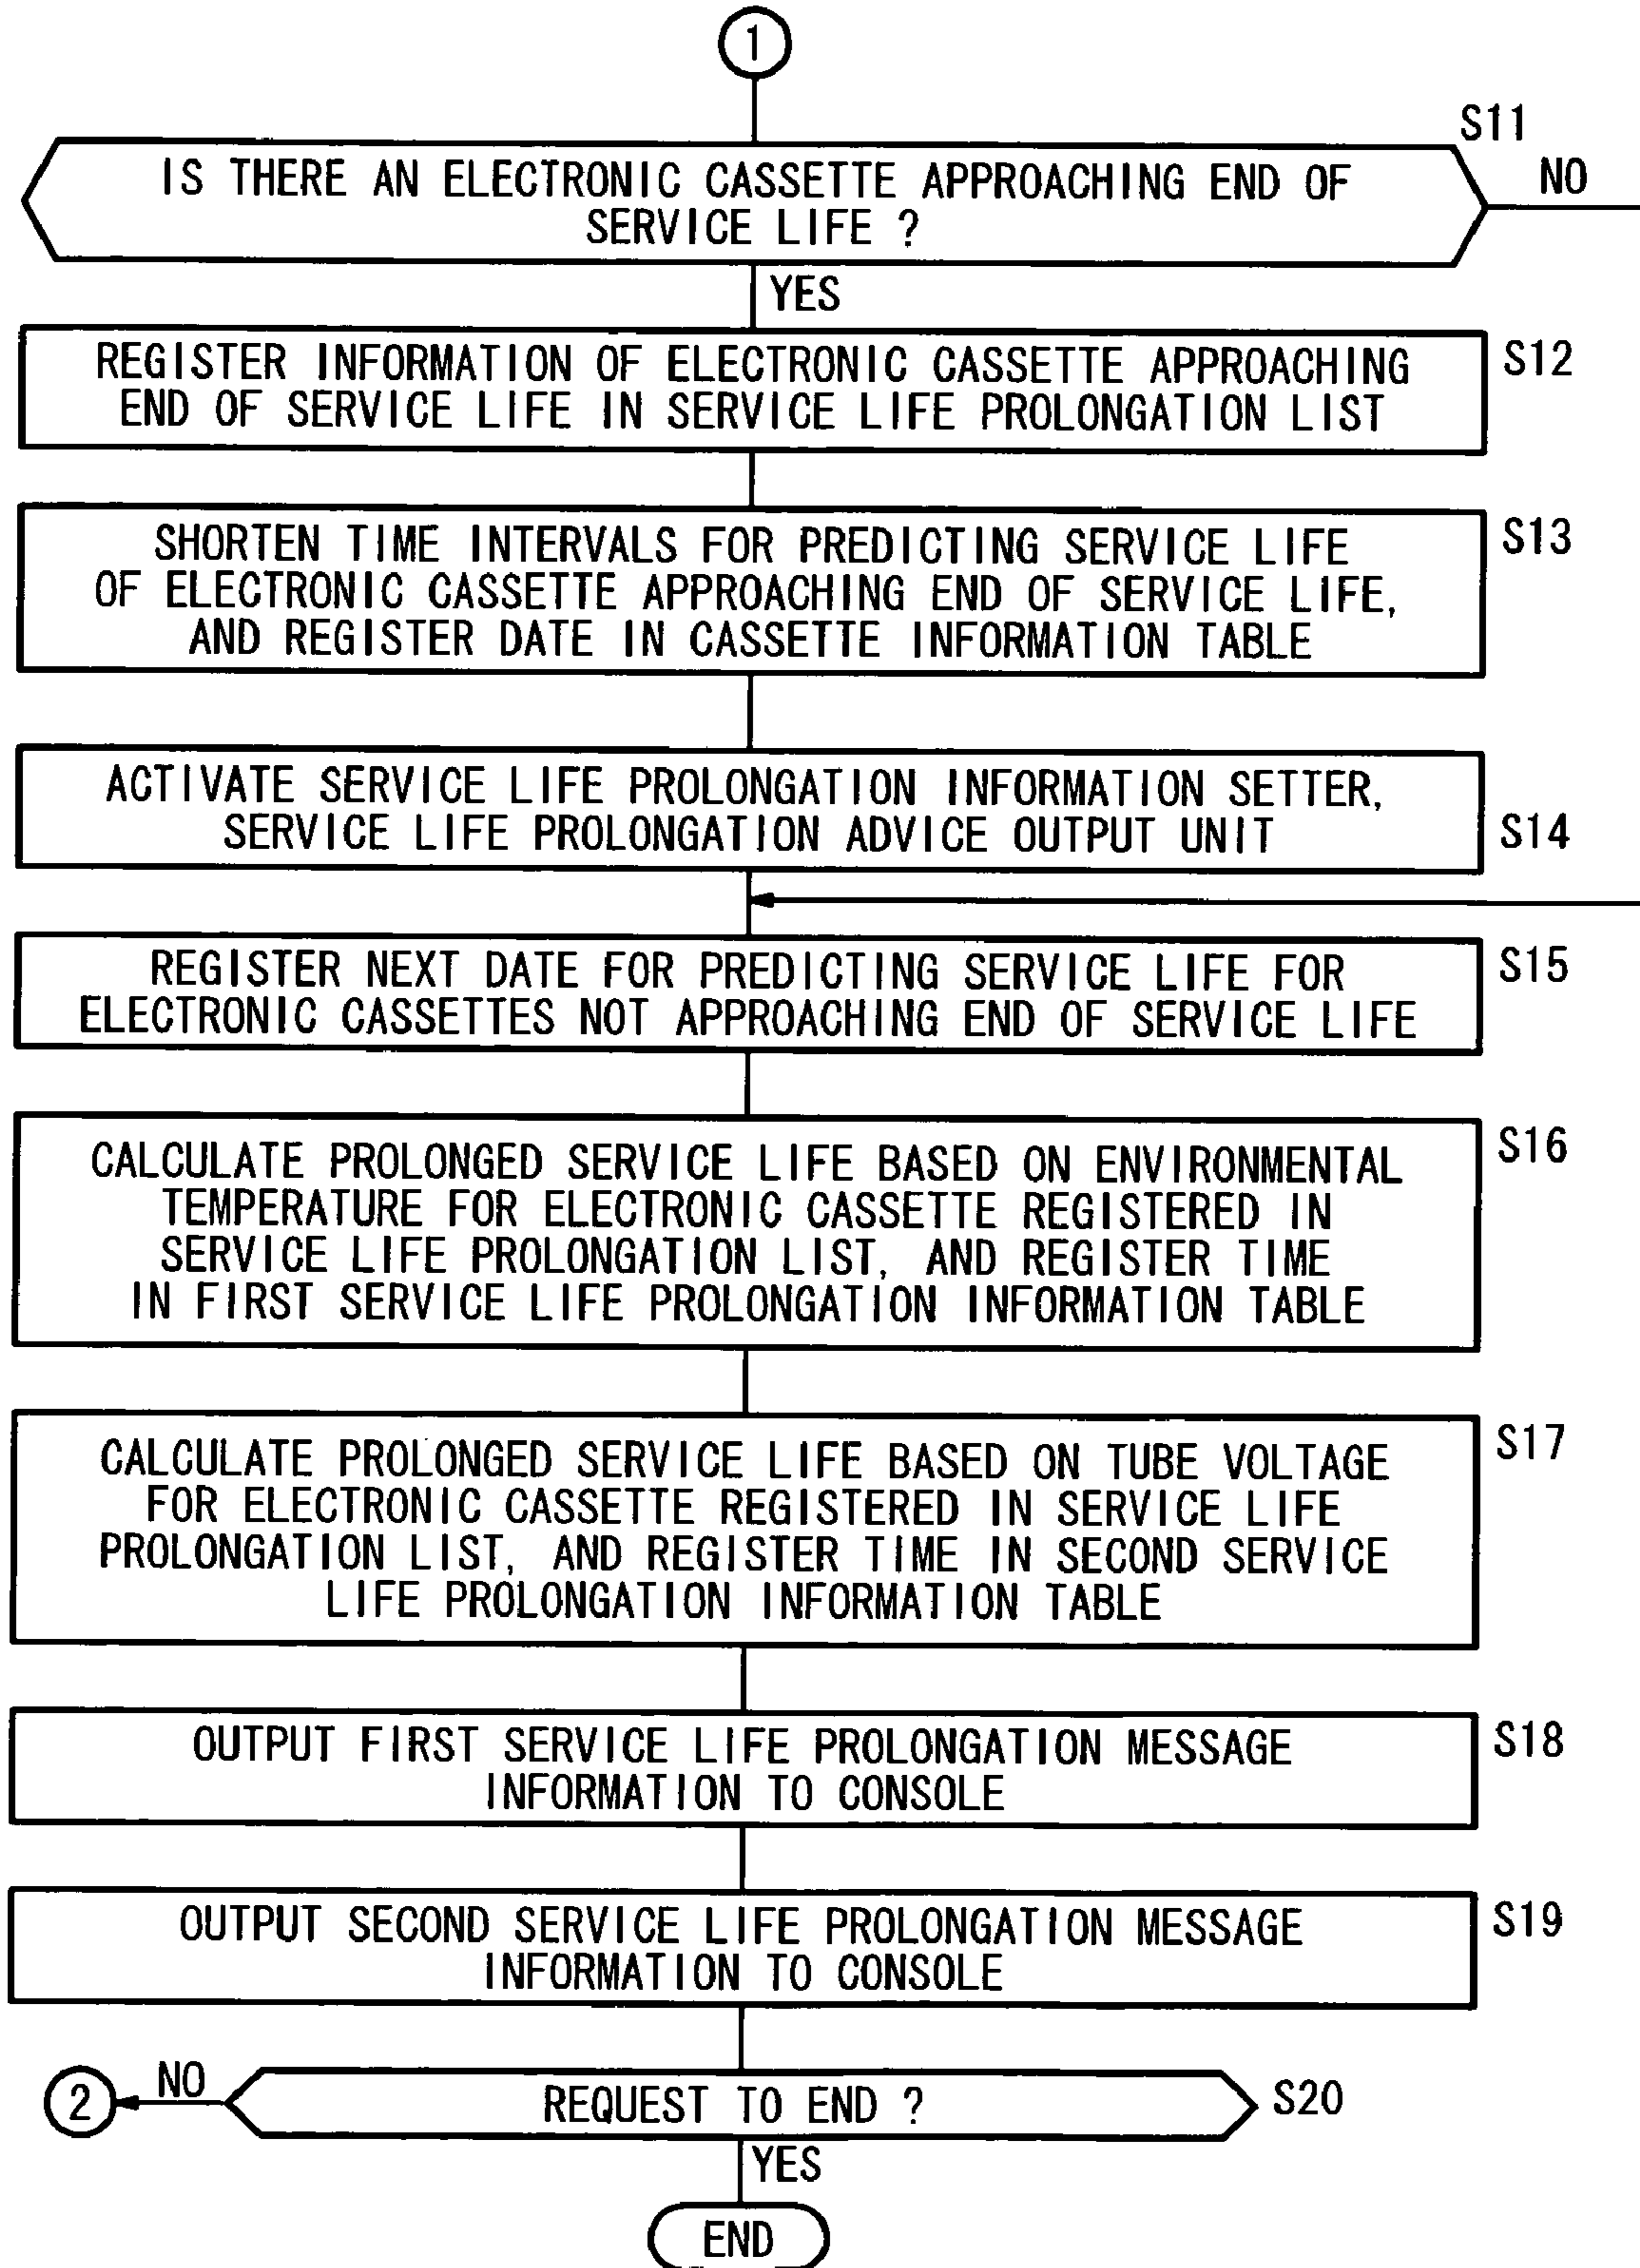 1
S11
IS THERE AN ELECTRONIC CASSETTE APPROACHING END OF
SERVICE LIFE ?
NO
YES
REGISTER INFORMATION OF ELECTRONIC CASSETTE APPROACHING
END OF SERVICE LIFE IN SERVICE LIFE PROLONGATION LIST
S12
SHORTEN TIME INTERVALS FOR PREDICTING SERVICE LIFE
OF ELECTRONIC CASSETTE APPROACHING END OF SERVICE LIFE,
AND REGISTER DATE IN CASSETTE INFORMATION TABLE
S13
ACTIVATE SERVICE LIFE PROLONGATION INFORMATION SETTER,
SERVICE LIFE PROLONGATION ADVICE OUTPUT UNIT
S14
REGISTER NEXT DATE FOR PREDICTING SERVICE LIFE FOR
ELECTRONIC CASSETTES NOT APPROACHING END OF SERVICE LIFE
S15
CALCULATE PROLONGED SERVICE LIFE BASED ON ENVIRONMENTAL
TEMPERATURE FOR ELECTRONIC CASSETTE REGISTERED IN
SERVICE LIFE PROLONGATION LIST, AND REGISTER TIME
IN FIRST SERVICE LIFE PROLONGATION INFORMATION TABLE
S16
CALCULATE PROLONGED SERVICE LIFE BASED ON TUBE VOLTAGE
FOR ELECTRONIC CASSETTE REGISTERED IN SERVICE LIFE
PROLONGATION LIST, AND REGISTER TIME IN SECOND SERVICE
LIFE PROLONGATION INFORMATION TABLE
S17
OUTPUT FIRST SERVICE LIFE PROLONGATION MESSAGE
INFORMATION TO CONSOLE
S18
OUTPUT SECOND SERVICE LIFE PROLONGATION MESSAGE
INFORMATION TO CONSOLE
S19
2
NO
REQUEST TO END ?
S20
YES
END